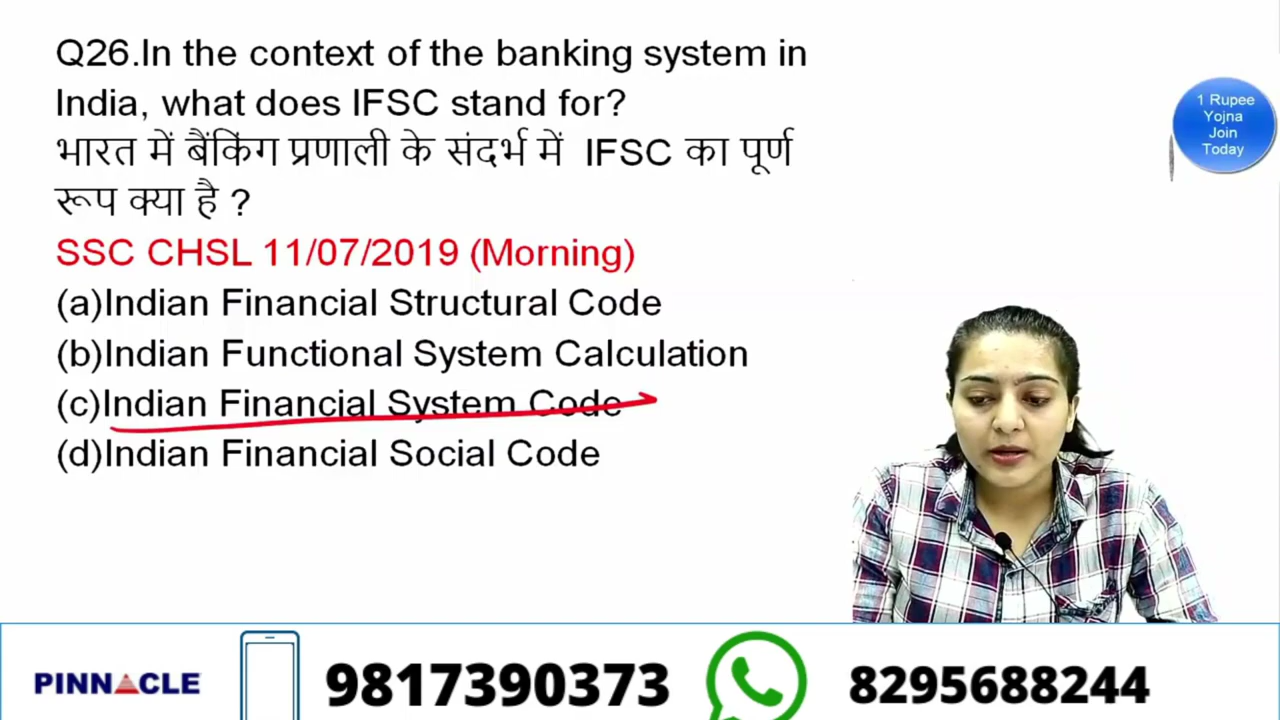 Q26.In the context of the banking system in
India, what does IFSC stand for?
भारत में बैंकिंग प्रणाली के संदर्भ में IFSC का पूर्ण
रूप क्या है ?
SSC CHSL 11/07/2019 (Morning)
(a)Indian Financial Structural Code
(b)Indian Functional System Calculation
(c)Indian Financial System Code
(d)Indian Financial Social Code
1 Rupee
Yojna
Join
Today
PINNACLE
9817390373
8295688244